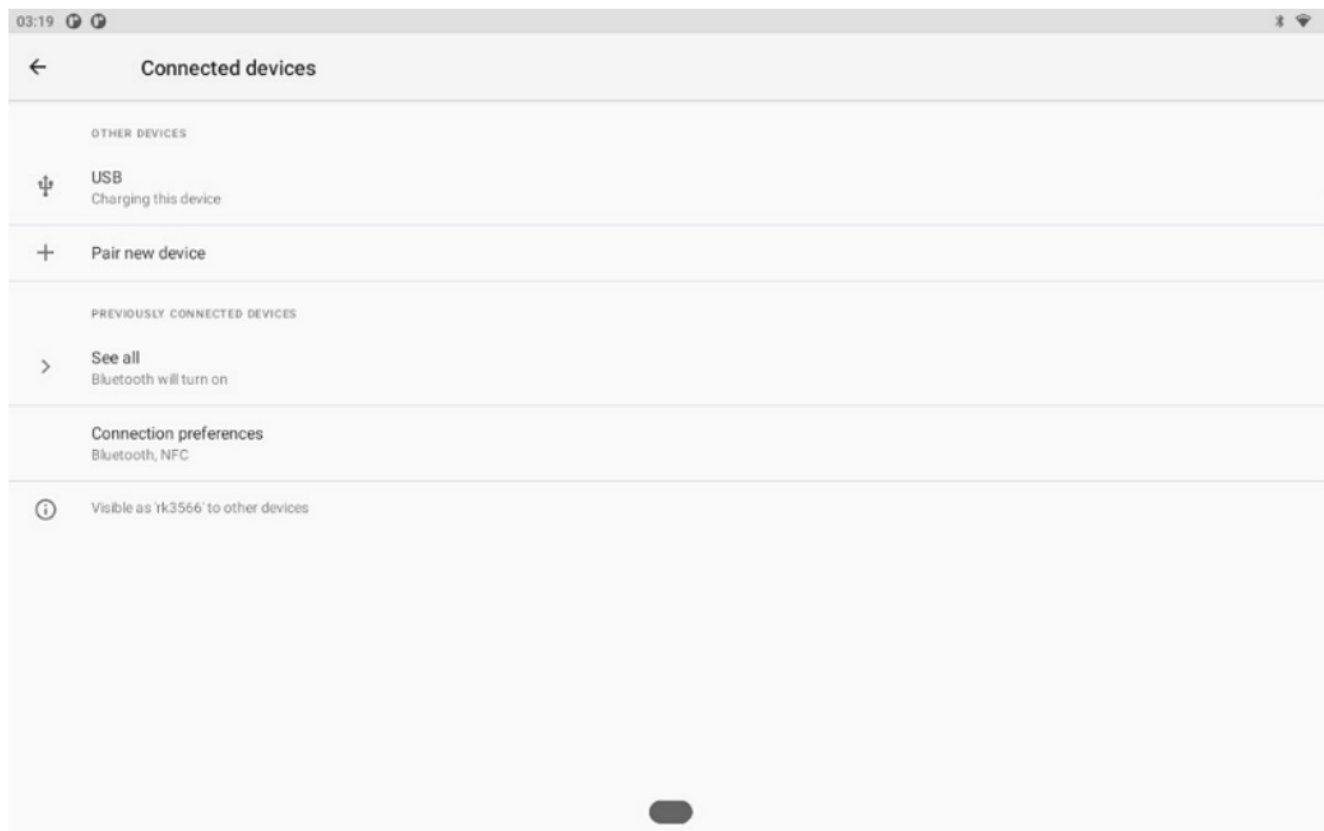 03:19
Connected devices
OTHER DEVICES
USB
Charging this device
Pair new device
PREVIOUSLY CONNECTED DEVICES
See all
Bluetooth will turn on
Connection preferences
Bluetooth, NFC
Visible as 'rk3566' to other devices